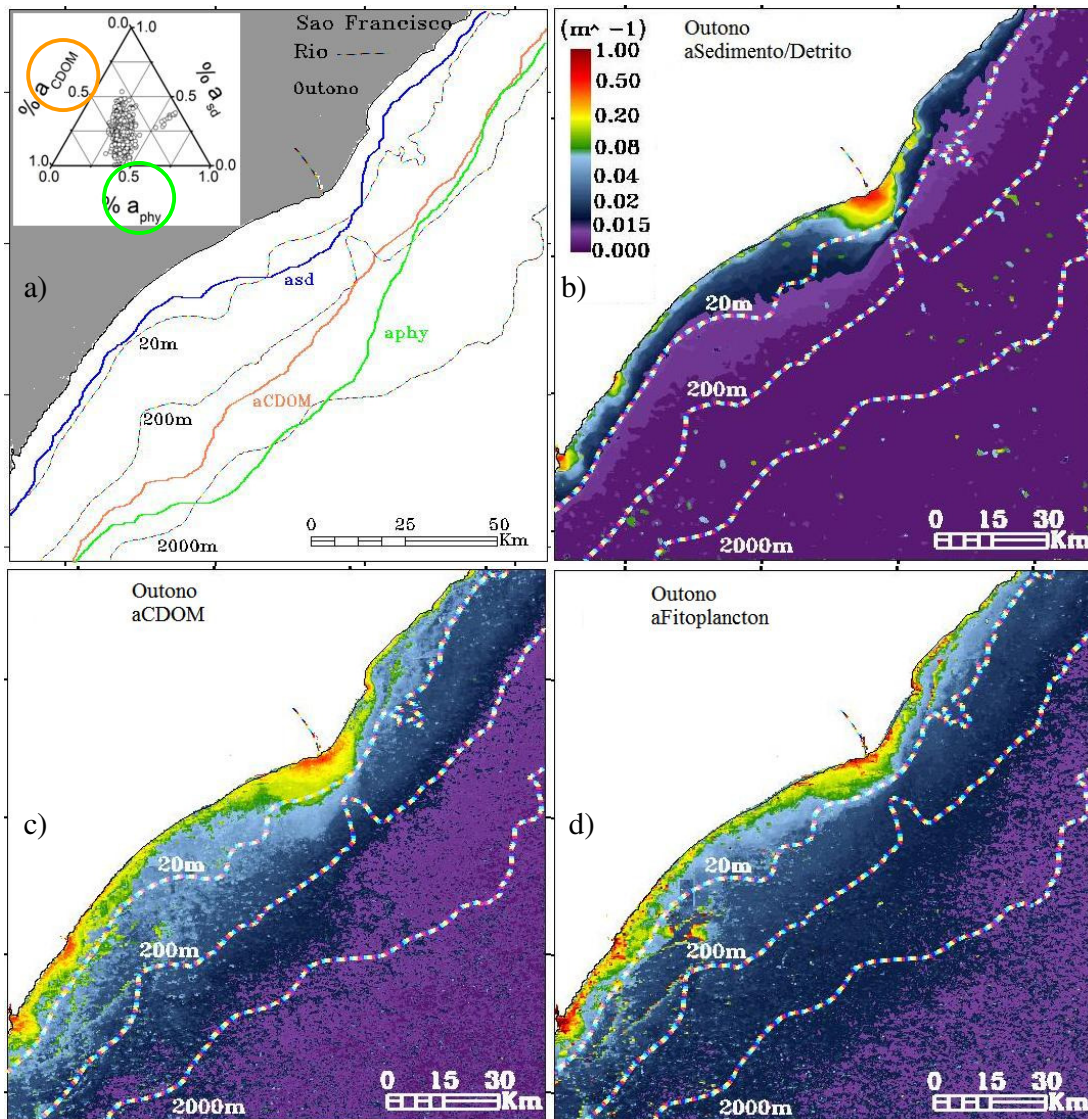 0.0
1.0
% a CDOM
% a sd
0.5
0.5
1.0
0.0
0.5
1.0
% a phy
Sao Francisco
Rio
Outono
a)
asd
20m
aphy
200m
aCDOM
2000m
0 25 50
Km
(m^ -1)
1.00
0.50
0.20
0.08
0.04
0.02
0.015
0.000
Outono
aSedimento/Detrito
b)
20m
200m
2000m
0 15 30
Km
Outono
aCDOM
c)
20m
200m
2000m
0 15 30
Km
Outono
aFitoplancton
d)
20m
200m
2000m
0 15 30
Km